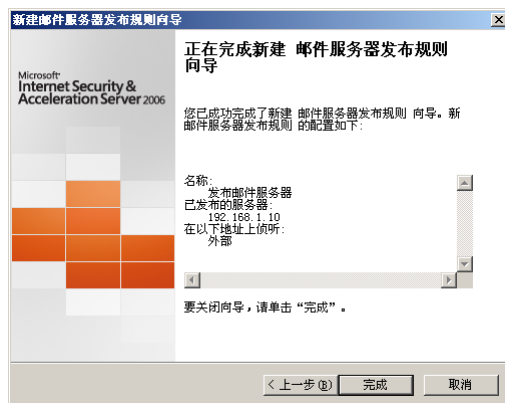 新建邮件服务器发布规则向导
Microsoft
Internet Security &
Acceleration Server 2006
正在完成新建 邮件服务器发布规则
向导
您已成功完成了新建 邮件服务器发布规则 向导。新
邮件服务器发布规则 的配置如下:
名称:
发布邮件服务器
已发布的服务器:
192.168.1.10
在以下地址上侦听:
外部
要关闭向导，请单击“完成”。
< 上一步(B)
完成
取消